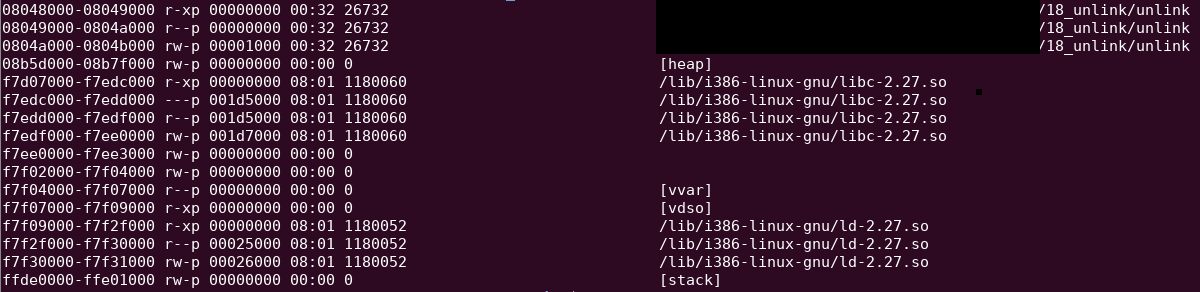 08048000-08049000 r-xp 00000000 00:32 26732 /18_unlink/unlink
08049000-0804a000 r--p 00000000 00:32 26732 /18_unlink/unlink
0804a000-0804b000 rw-p 00001000 00:32 26732 /18_unlink/unlink
08b5d000-08b7f000 rw-p 00000000 00:00 0 [heap]
f7d07000-f7edc000 r-xp 00000000 08:01 1180060 /lib/i386-linux-gnu/libc-2.27.so
f7edc000-f7edd000 ---p 001d5000 08:01 1180060 /lib/i386-linux-gnu/libc-2.27.so
f7edd000-f7edf000 r--p 001d5000 08:01 1180060 /lib/i386-linux-gnu/libc-2.27.so
f7edf000-f7ee0000 rw-p 001d7000 08:01 1180060 /lib/i386-linux-gnu/libc-2.27.so
f7ee0000-f7ee3000 rw-p 00000000 00:00 0
f7f02000-f7f04000 rw-p 00000000 00:00 0
f7f04000-f7f07000 r--p 00000000 00:00 0 [vvar]
f7f07000-f7f09000 r-xp 00000000 00:00 0 [vdso]
f7f09000-f7f2f000 r-xp 00000000 08:01 1180052 /lib/i386-linux-gnu/ld-2.27.so
f7f2f000-f7f30000 r--p 00025000 08:01 1180052 /lib/i386-linux-gnu/ld-2.27.so
f7f30000-f7f31000 rw-p 00026000 08:01 1180052 /lib/i386-linux-gnu/ld-2.27.so
ffde0000-ffe01000 rw-p 00000000 00:00 0 [stack]